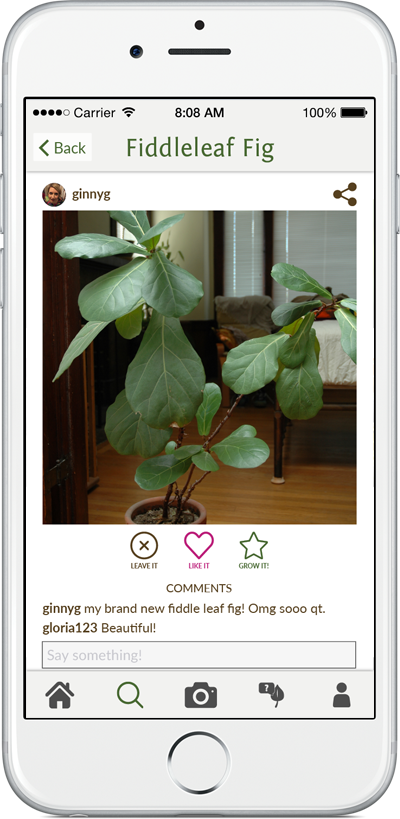 Carrier 8:08 AM 100%
Back Fiddleleaf Fig
ginnyg
LEAVE IT LIKE IT GROW IT!
COMMENTS
ginnyg my brand new fiddle leaf fig! Omg sooo qt.
gloria123 Beautiful!
Say something!
?